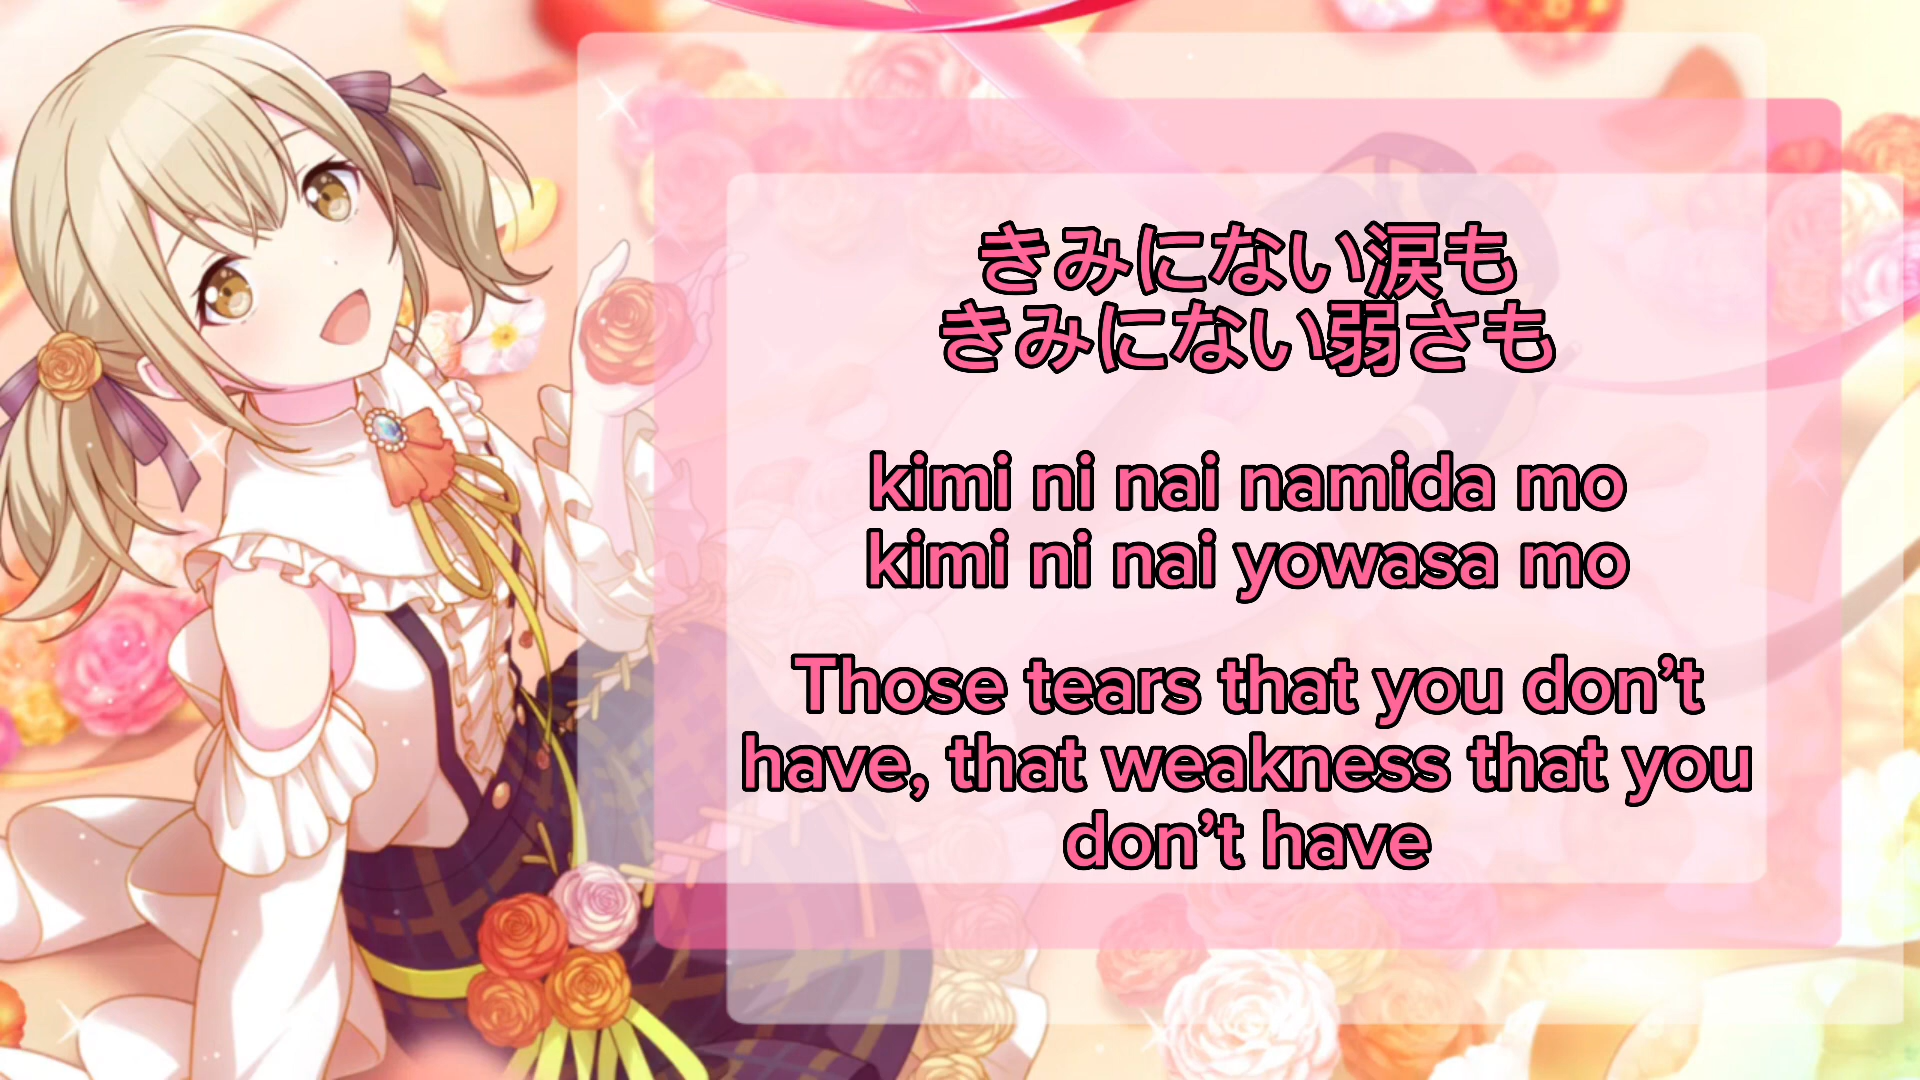 きみにない涙も
きみにない弱さも
kimi ni nai namida mo
kimi ni nai yowasa mo
Those tears that you don’t
have, that weakness that you
don’t have